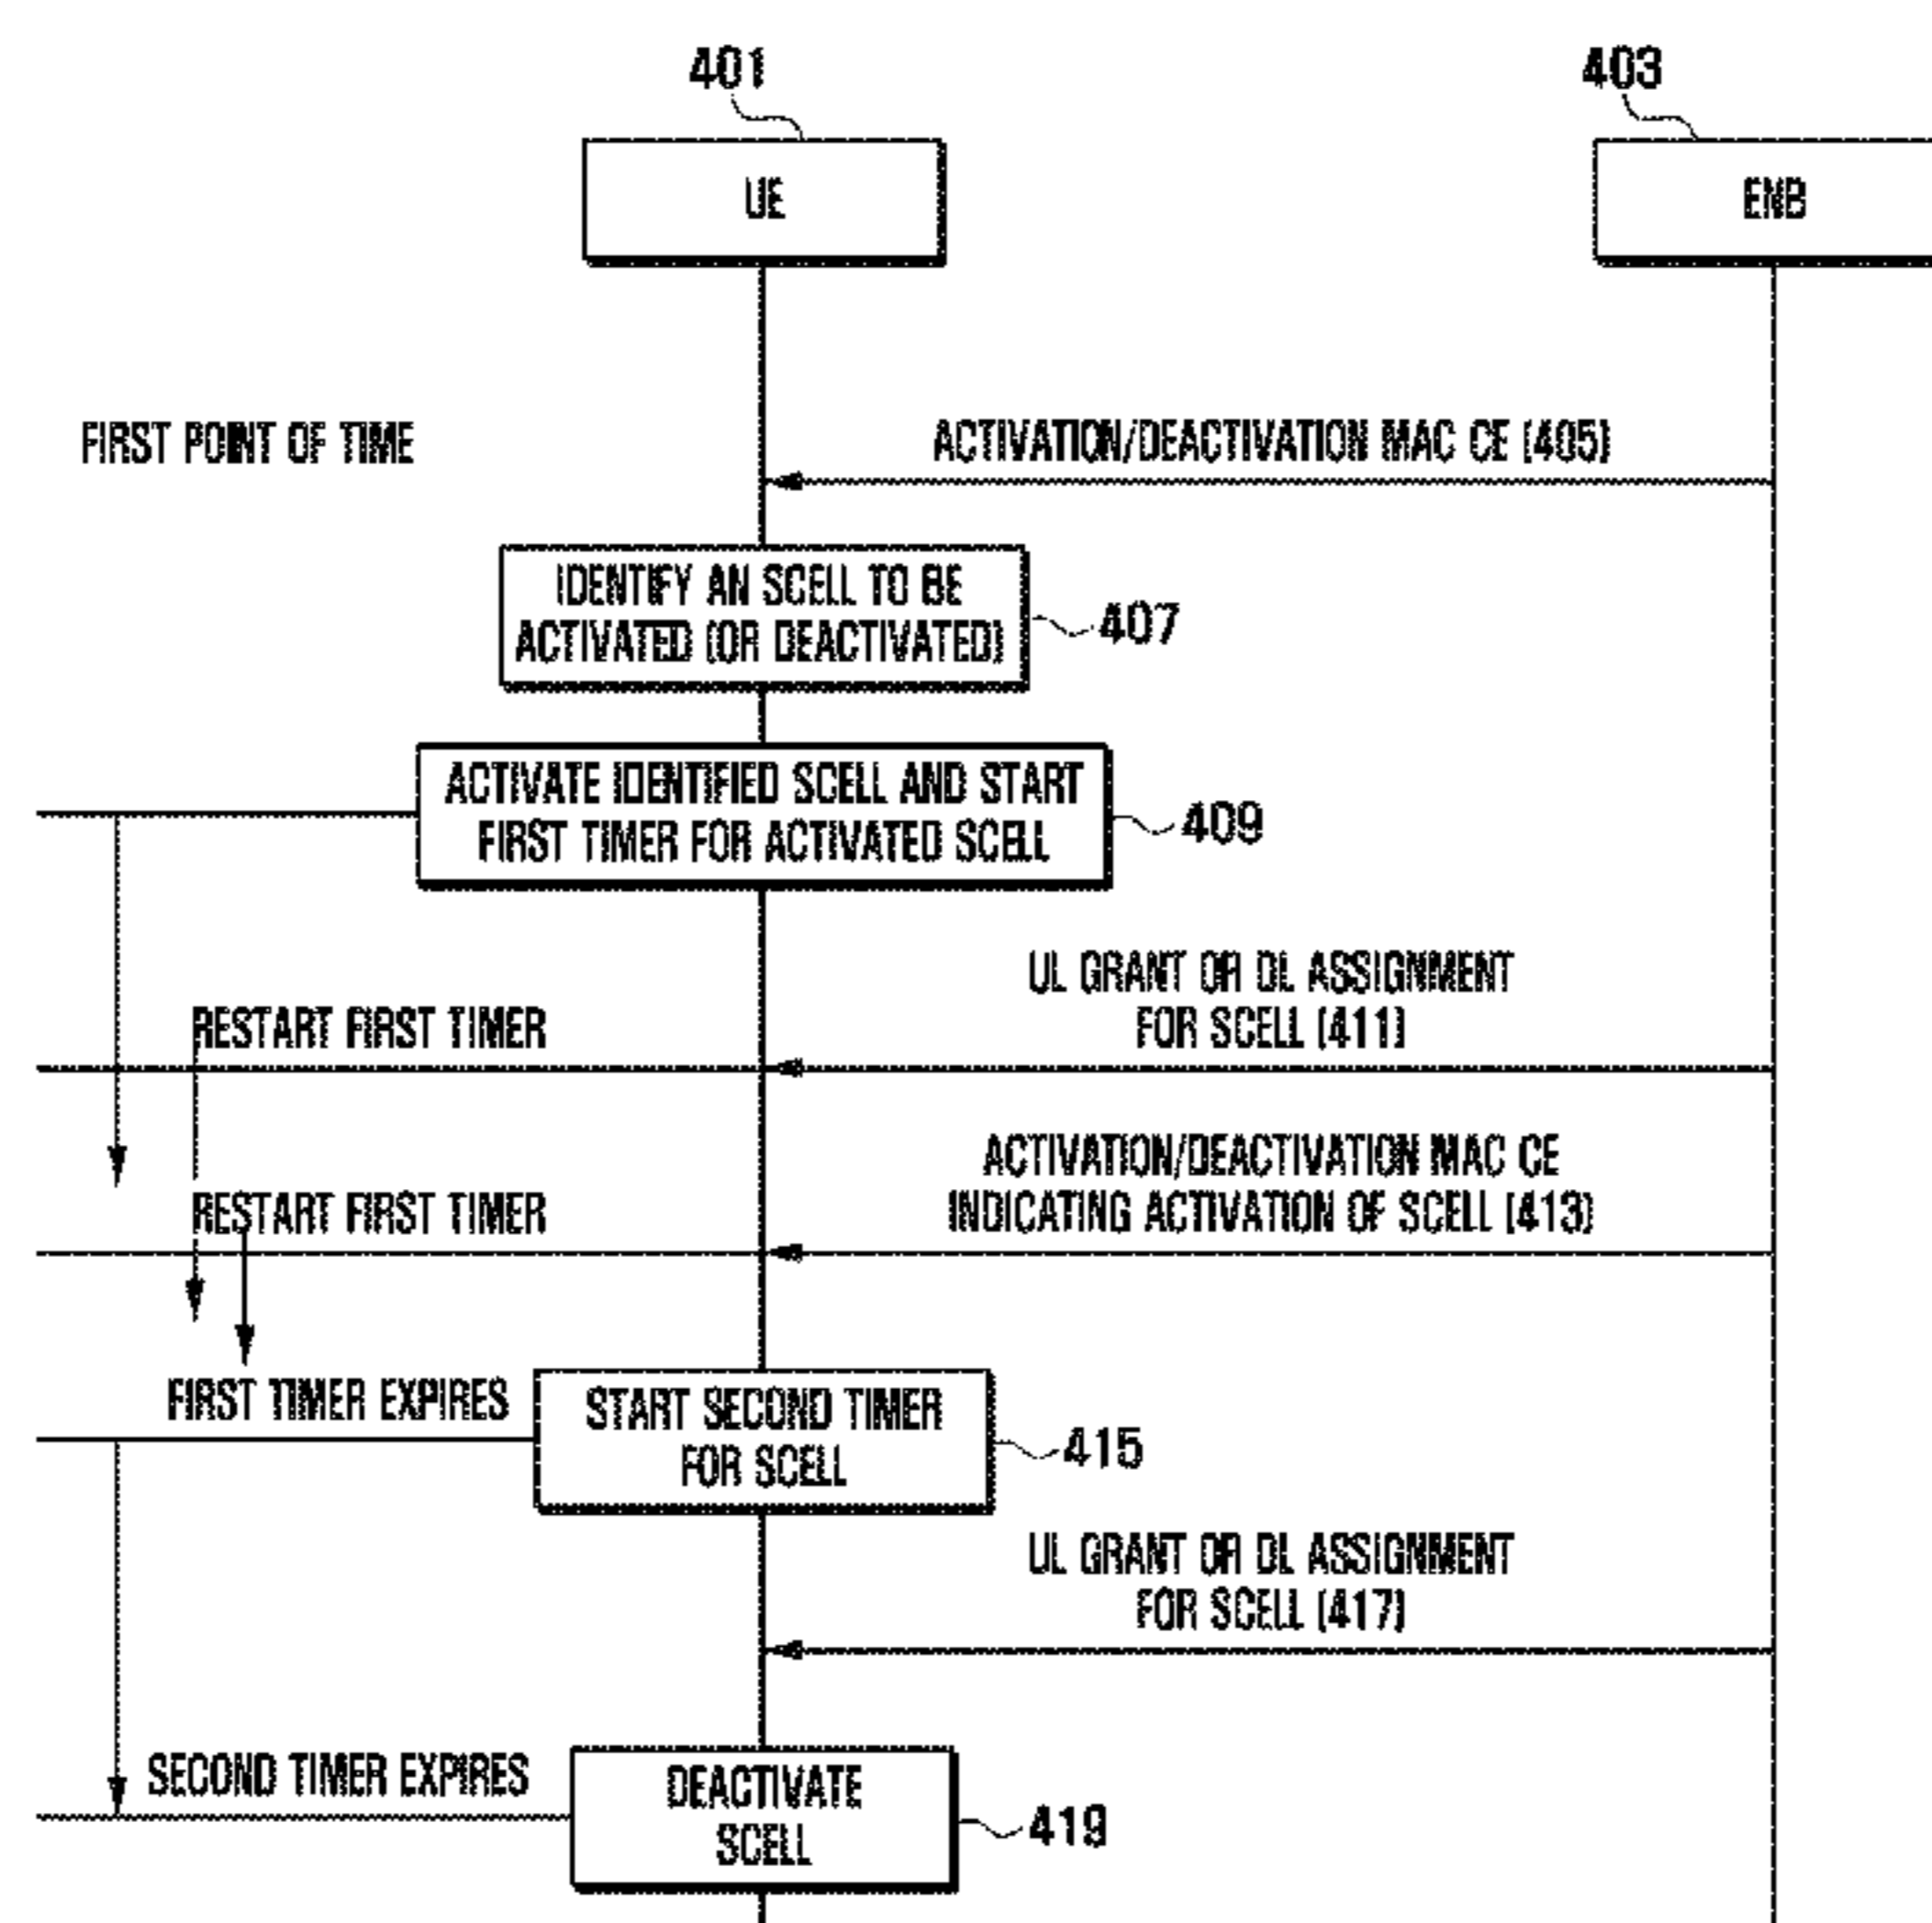 401
403
UE
ENB
FIRST POINT OF TIME
ACTIVATION/DEACTIVATION MAC CE (405)
IDENTIFY AN SCELL TO BE
ACTIVATED (OR DEACTIVATED)
407
ACTIVATE IDENTIFIED SCELL AND START
FIRST TIMER FOR ACTIVATED SCELL
409
UL GRANT OR DL ASSIGNMENT
FOR SCELL (411)
RESTART FIRST TIMER
ACTIVATION/DEACTIVATION MAC CE
INDICATING ACTIVATION OF SCELL (413)
RESTART FIRST TIMER
FIRST TIMER EXPIRES
START SECOND TIMER
FOR SCELL
415
UL GRANT OR DL ASSIGNMENT
FOR SCELL (417)
SECOND TIMER EXPIRES
DEACTIVATE
SCELL
419